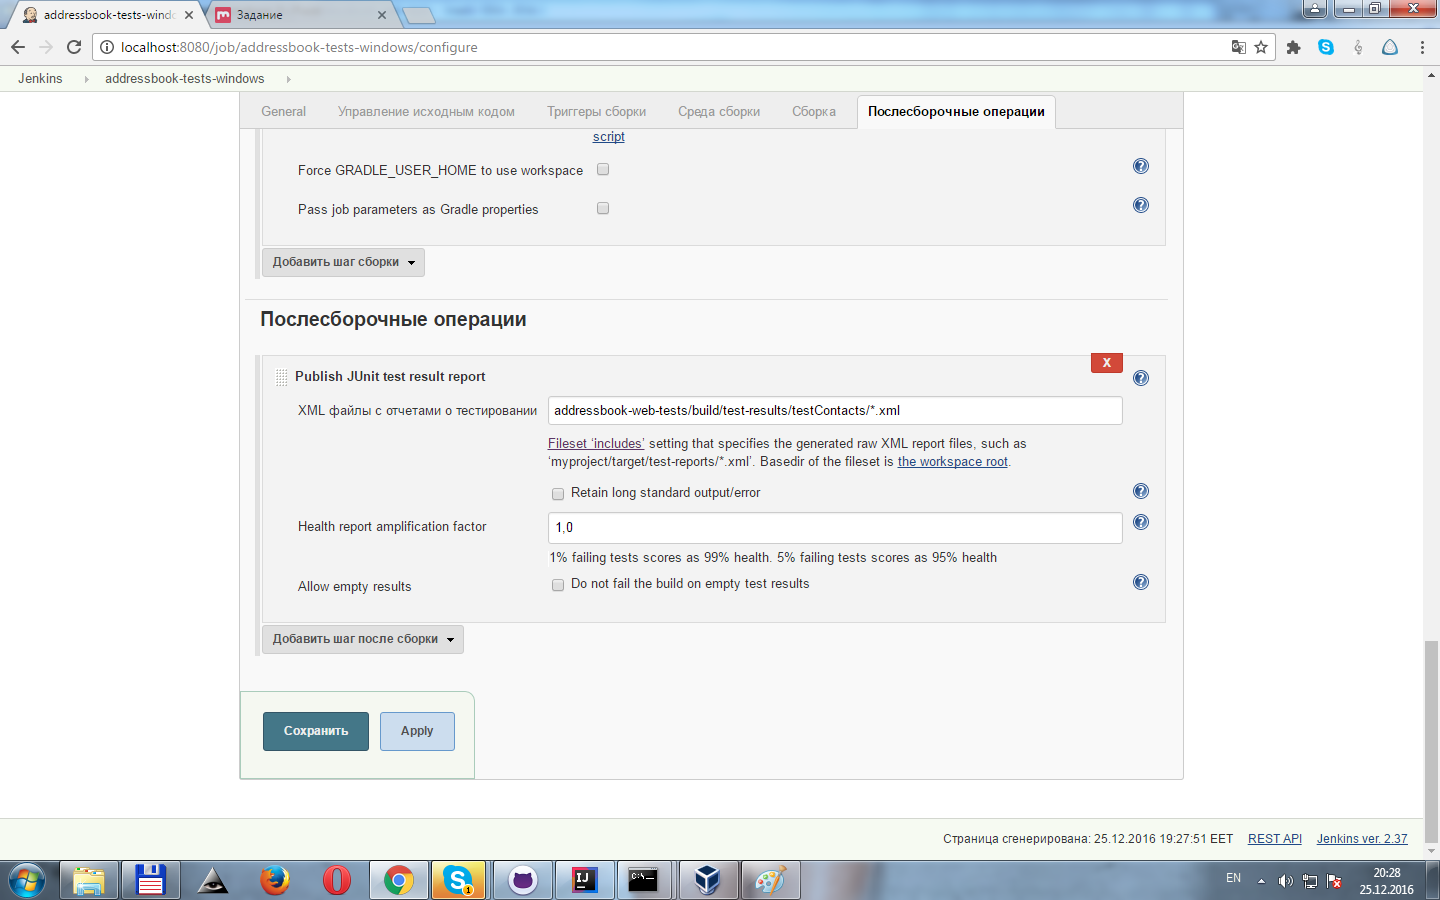 addressbook-tests-windo
Задание
localhost:8080/job/addressbook-tests-windows/configure
Jenkins addressbook-tests-windows
General Управление исходным кодом Триггеры сборки Среда сборки Сборка Послесборочные операции
script
Force GRADLE_USER_HOME to use workspace
Pass job parameters as Gradle properties
Добавить шаг сборки
Послесборочные операции
X
Publish JUnit test result report
XML файлы с отчетами о тестировании addressbook-web-tests/build/test-results/testContacts/*.xml
Fileset ‘includes’ setting that specifies the generated raw XML report files, such as
‘myproject/target/test-reports/*.xml’. Basedir of the fileset is the workspace root.
Retain long standard output/error
Health report amplification factor 1,0
1% failing tests scores as 99% health. 5% failing tests scores as 95% health
Allow empty results Do not fail the build on empty test results
Добавить шаг после сборки
Сохранить Apply
Страница сгенерирована: 25.12.2016 19:27:51 EET REST API Jenkins ver. 2.37
EN 20:28
25.12.2016